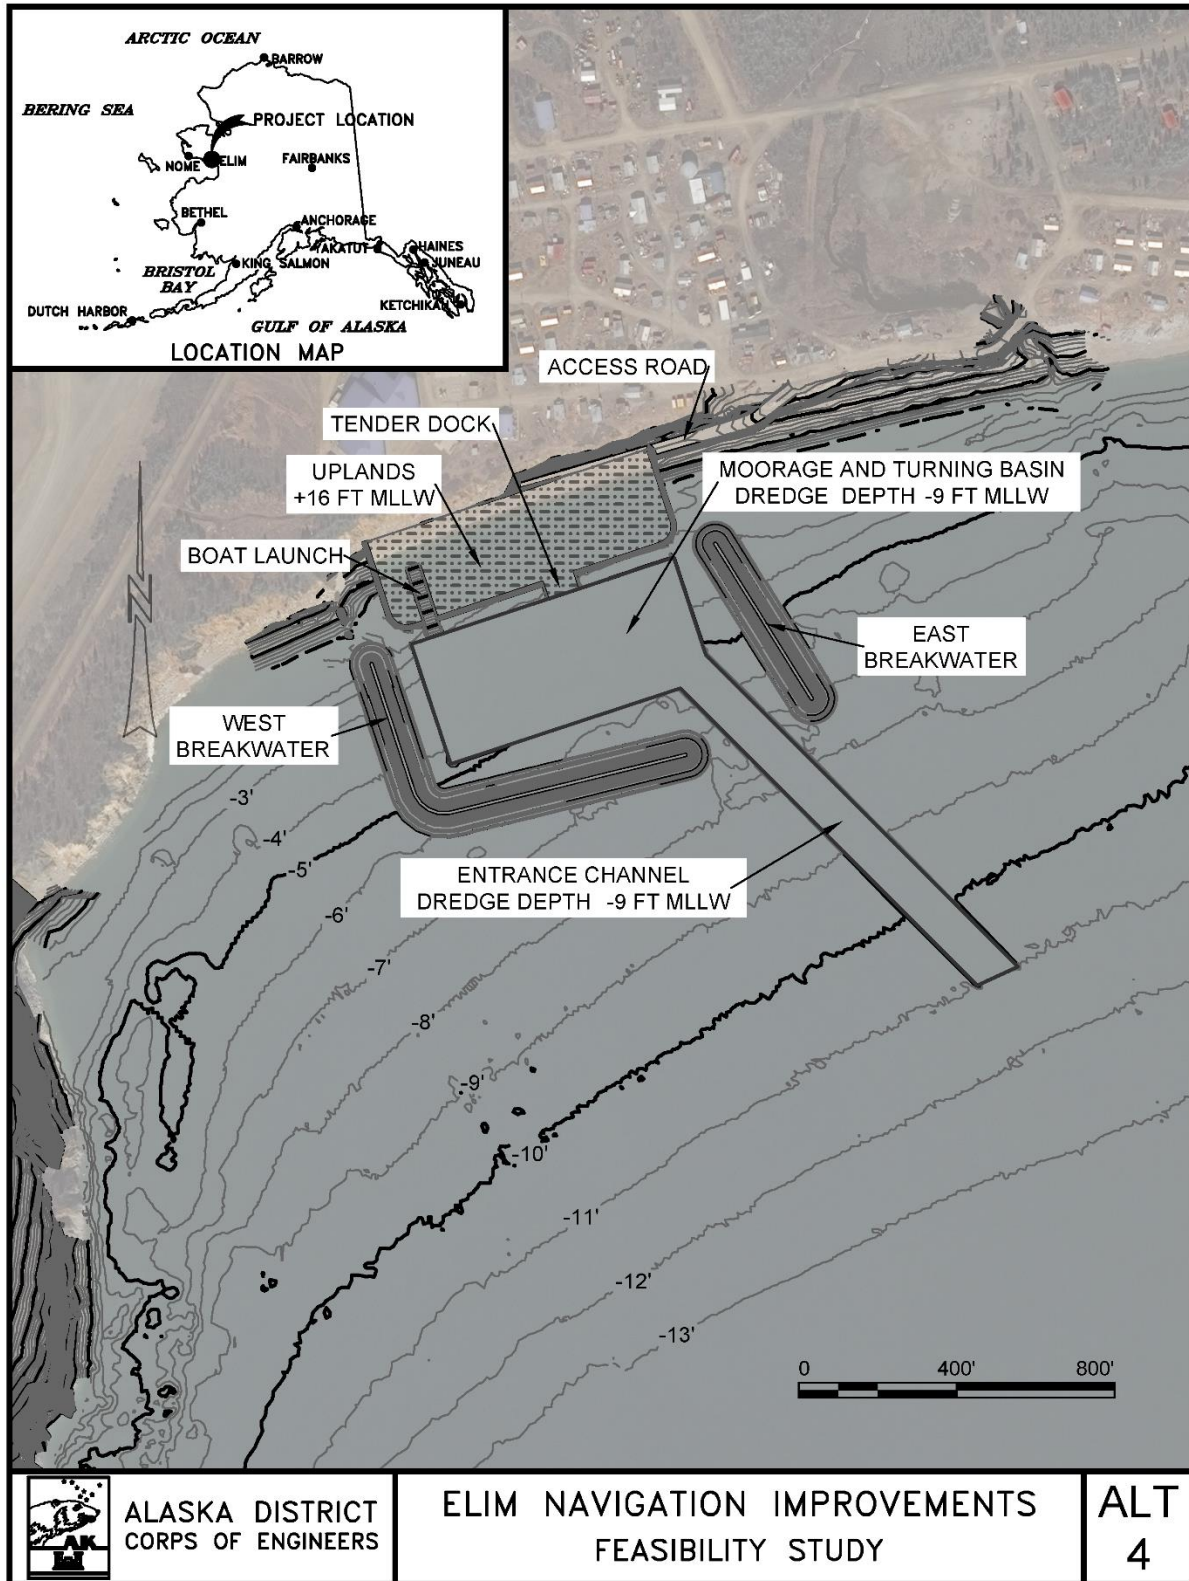 ARCTIC OCEAN
BARROW
BERING SEA
PROJECT LOCATION
NOME
ELIM
FAIRBANKS
BETHEL
ANCHORAGE
YAKATUT
HAINES
JUNEAU
KING SALMON
BRISTOL
BAY
KETCHIKAN
DUTCH HARBOR
GULF OF ALASKA
LOCATION MAP
ACCESS ROAD
TENDER DOCK
UPLANDS
+16 FT MLLW
MOORAGE AND TURNING BASIN
DREDGE DEPTH -9 FT MLLW
BOAT LAUNCH
N
EAST
BREAKWATER
WEST
BREAKWATER
-3'
-4'
-5'
ENTRANCE CHANNEL
DREDGE DEPTH -9 FT MLLW
-6'
-7'
-8'
-9'
-10'
-11'
-12'
-13'
0 400' 800'
AK
ALASKA DISTRICT
CORPS OF ENGINEERS
ELIM NAVIGATION IMPROVEMENTS
FEASIBILITY STUDY
ALT
4